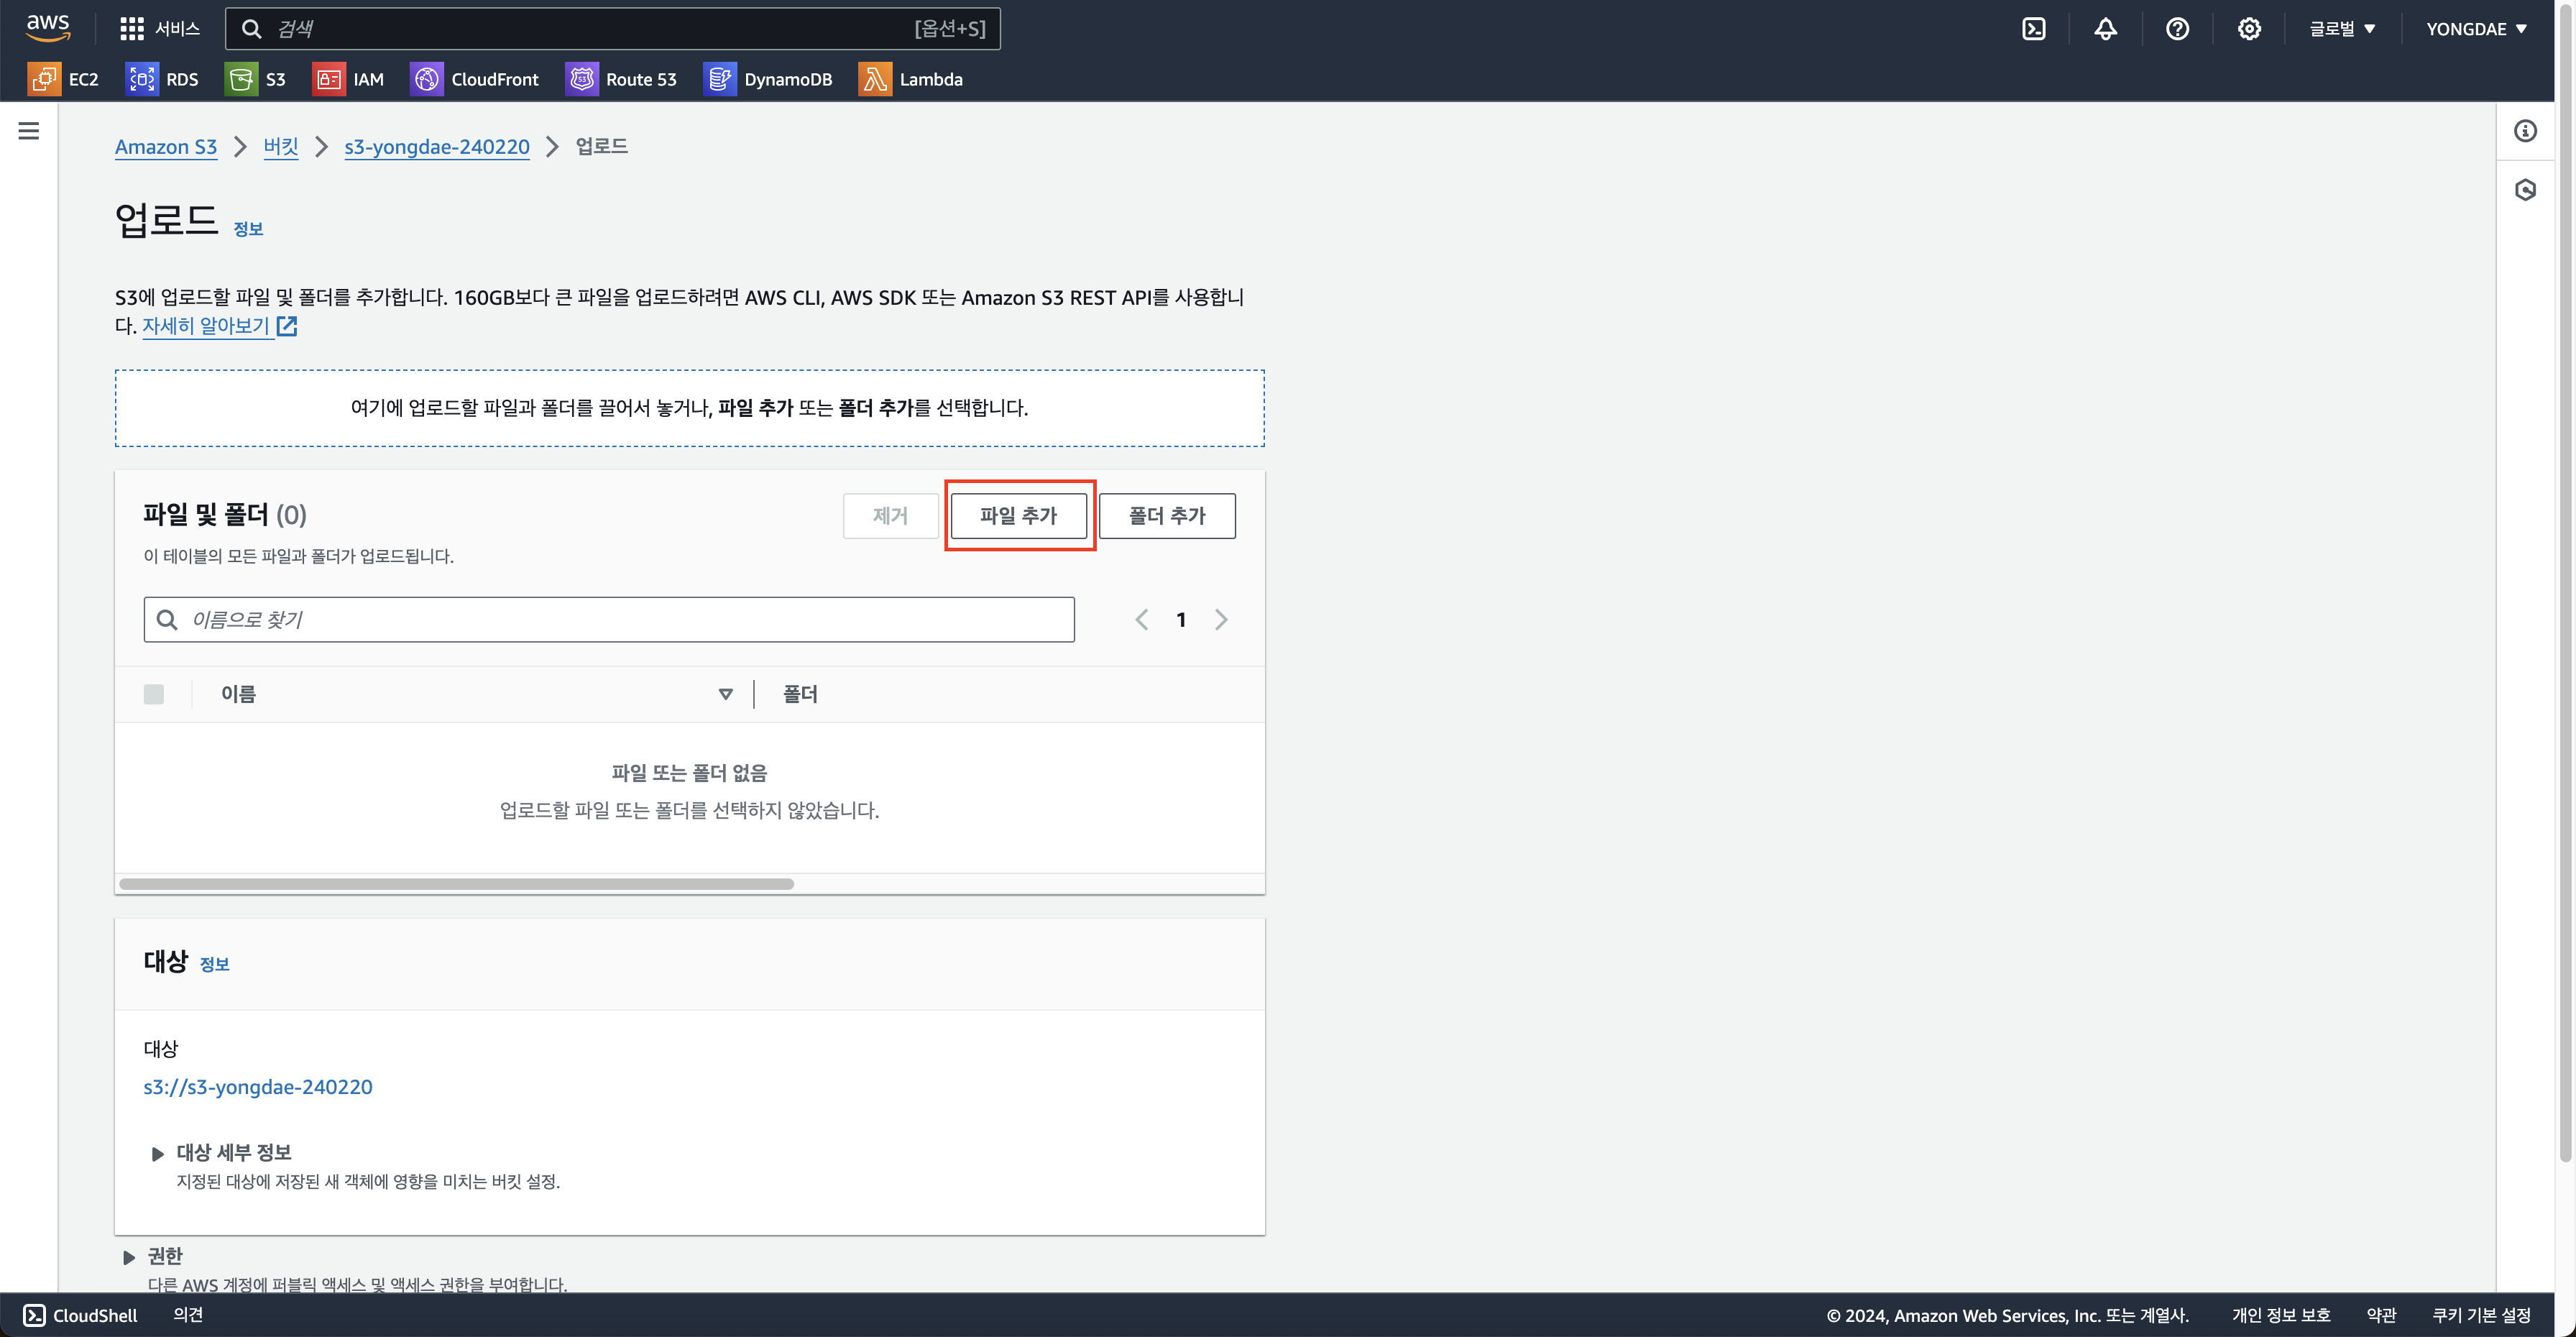 aws
서비스
검색
[옵션+S]
글로벌
YONGDAE
EC2
RDS
S3
IAM
CloudFront
Route 53
DynamoDB
Lambda
Amazon S3
버킷
s3-yongdae-240220
업로드
업로드
정보
S3에 업로드할 파일 및 폴더를 추가합니다. 160GB보다 큰 파일을 업로드하려면 AWS CLI, AWS SDK 또는 Amazon S3 REST API를 사용합니
다. 자세히 알아보기
여기에 업로드할 파일과 폴더를 끌어서 놓거나, 파일 추가 또는 폴더 추가를 선택합니다.
파일 및 폴더 (0)
제거
파일 추가
폴더 추가
이 테이블의 모든 파일과 폴더가 업로드됩니다.
이름으로 찾기
1
이름
폴더
파일 또는 폴더 없음
업로드할 파일 또는 폴더를 선택하지 않았습니다.
대상
정보
대상
s3://s3-yongdae-240220
대상 세부 정보
지정된 대상에 저장된 새 객체에 영향을 미치는 버킷 설정.
권한
다른 AWS 계정에 퍼블릭 액세스 및 액세스 권한을 부여합니다.
CloudShell
의견
© 2024, Amazon Web Services, Inc. 또는 계열사.
개인 정보 보호
약관
쿠키 기본 설정